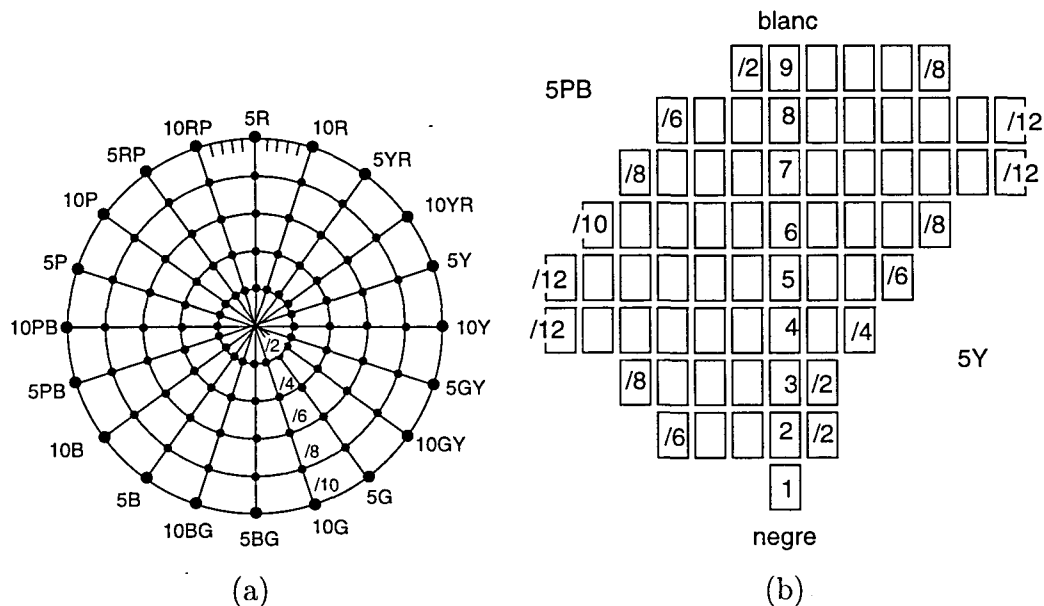 5R
10R
5YR
10YR
5Y
10Y
5GY
10GY
5G
10G
5BG
10BG
5B
10B
5PB
10PB
5P
10P
5RP
10RP
/2
/4
/6
/8
/10
(a)
blanc
5PB
/2 9 /8
/6 8 /12
/8 7 /12
/10 6 /8
/12 5 /6
/12 4 /4
5Y
/8 3 /2
/6 2 /2
1
negre
(b)